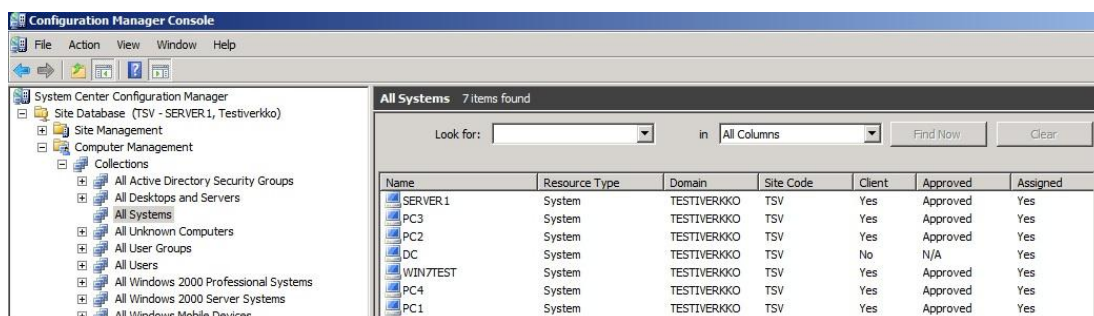 Configuration Manager Console
File Action View Window Help
System Center Configuration Manager
Site Database (TSV - SERVER1, Testiverkko)
Site Management
Computer Management
Collections
All Active Directory Security Groups
All Desktops and Servers
All Systems
All Unknown Computers
All User Groups
All Users
All Windows 2000 Professional Systems
All Windows 2000 Server Systems
All Windows Mobile Devices
All Systems 7 items found
Look for: in All Columns Find Now Clear
Name Resource Type Domain Site Code Client Approved Assigned
SERVER1 System TESTIVERKKO TSV Yes Approved Yes
PC3 System TESTIVERKKO TSV Yes Approved Yes
PC2 System TESTIVERKKO TSV Yes Approved Yes
DC System TESTIVERKKO TSV No N/A Yes
WIN7TEST System TESTIVERKKO TSV Yes Approved Yes
PC4 System TESTIVERKKO TSV Yes Approved Yes
PC1 System TESTIVERKKO TSV Yes Approved Yes